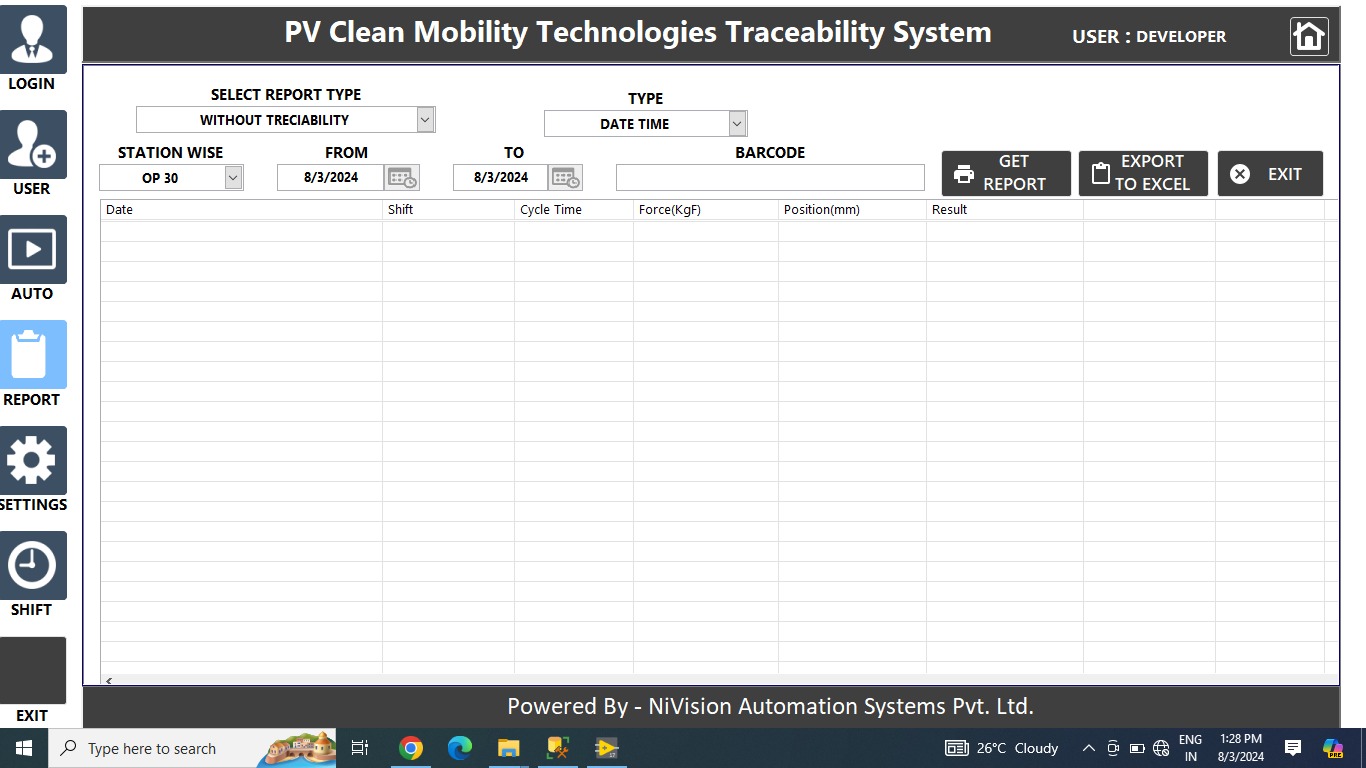 PV Clean Mobility Technologies Traceability System
USER : DEVELOPER
LOGIN
USER
AUTO
REPORT
SETTINGS
SHIFT
EXIT
SELECT REPORT TYPE
WITHOUT TRECIABILITY
TYPE
DATE TIME
STATION WISE
OP 30
FROM
8/3/2024
TO
8/3/2024
BARCODE
GET
REPORT
EXPORT
TO EXCEL
EXIT
Date Shift Cycle Time Force(KgF) Position(mm) Result
Powered By - NiVision Automation Systems Pvt. Ltd.
Type here to search
26°C Cloudy
ENG
IN
1:28 PM
8/3/2024